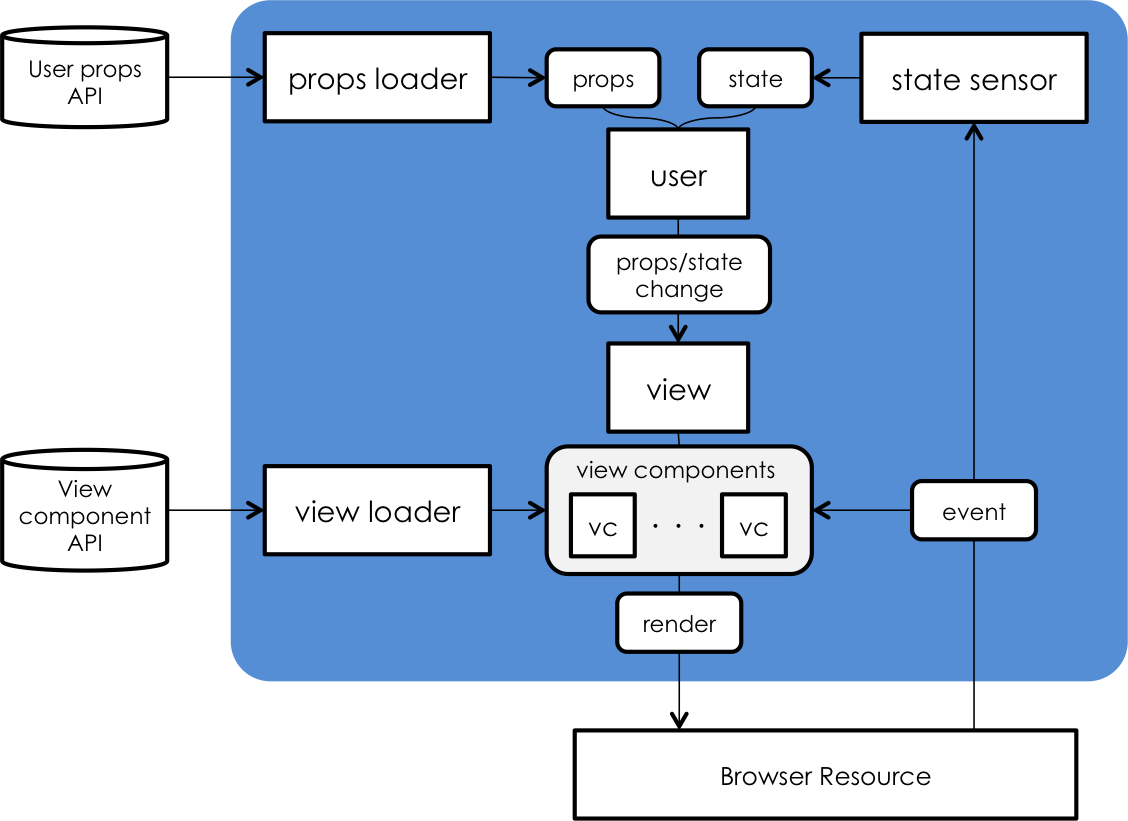 User props
API
props loader
props
state
state sensor
user
props/state
change
view
View
component
API
view loader
view components
vc
. . .
vc
event
render
Browser Resource